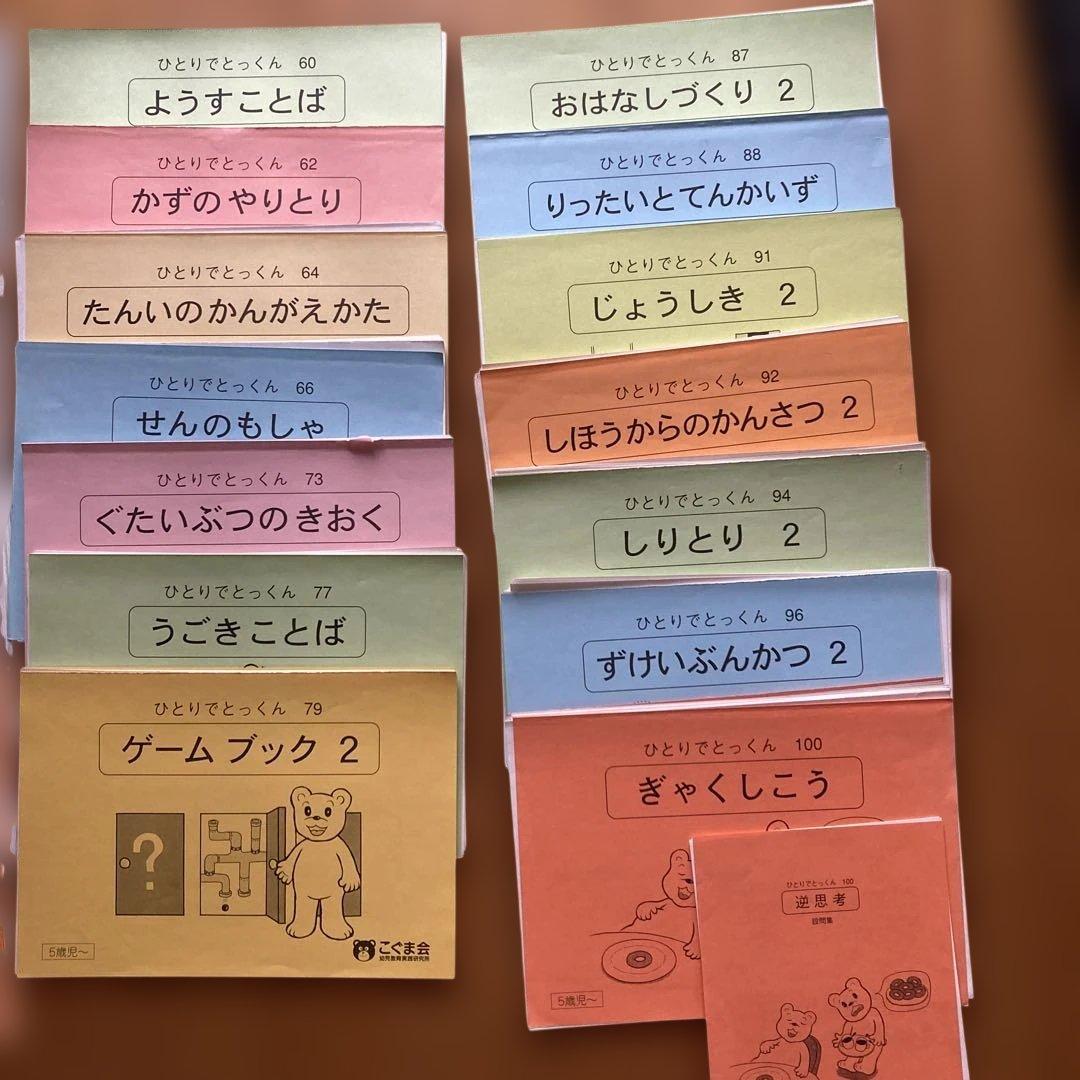 ひとりでとっくん 60
ようすことば
ひとりでとっくん 62
かずのやりとり
ひとりでとっくん 64
たんいのかんがえかた
ひとりでとっくん 66
せんのもしゃ
ひとりでとっくん 73
ぐたいぶつのきおく
ひとりでとっくん 77
うごきことば
ひとりでとっくん 79
ゲームブック 2
?
5歳児〜
こぐま会
幼児教育実践研究所
ひとりでとっくん 87
おはなしづくり 2
ひとりでとっくん 88
りったいとてんかいず
ひとりでとっくん 91
じょうしき 2
ひとりでとっくん 92
しほうからのかんさつ 2
ひとりでとっくん 94
しりとり 2
ひとりでとっくん 96
ずけいぶんかつ 2
ひとりでとっくん 100
ぎゃくしこう
5歳児〜
ひとりでとっくん 100
逆思考
設問集